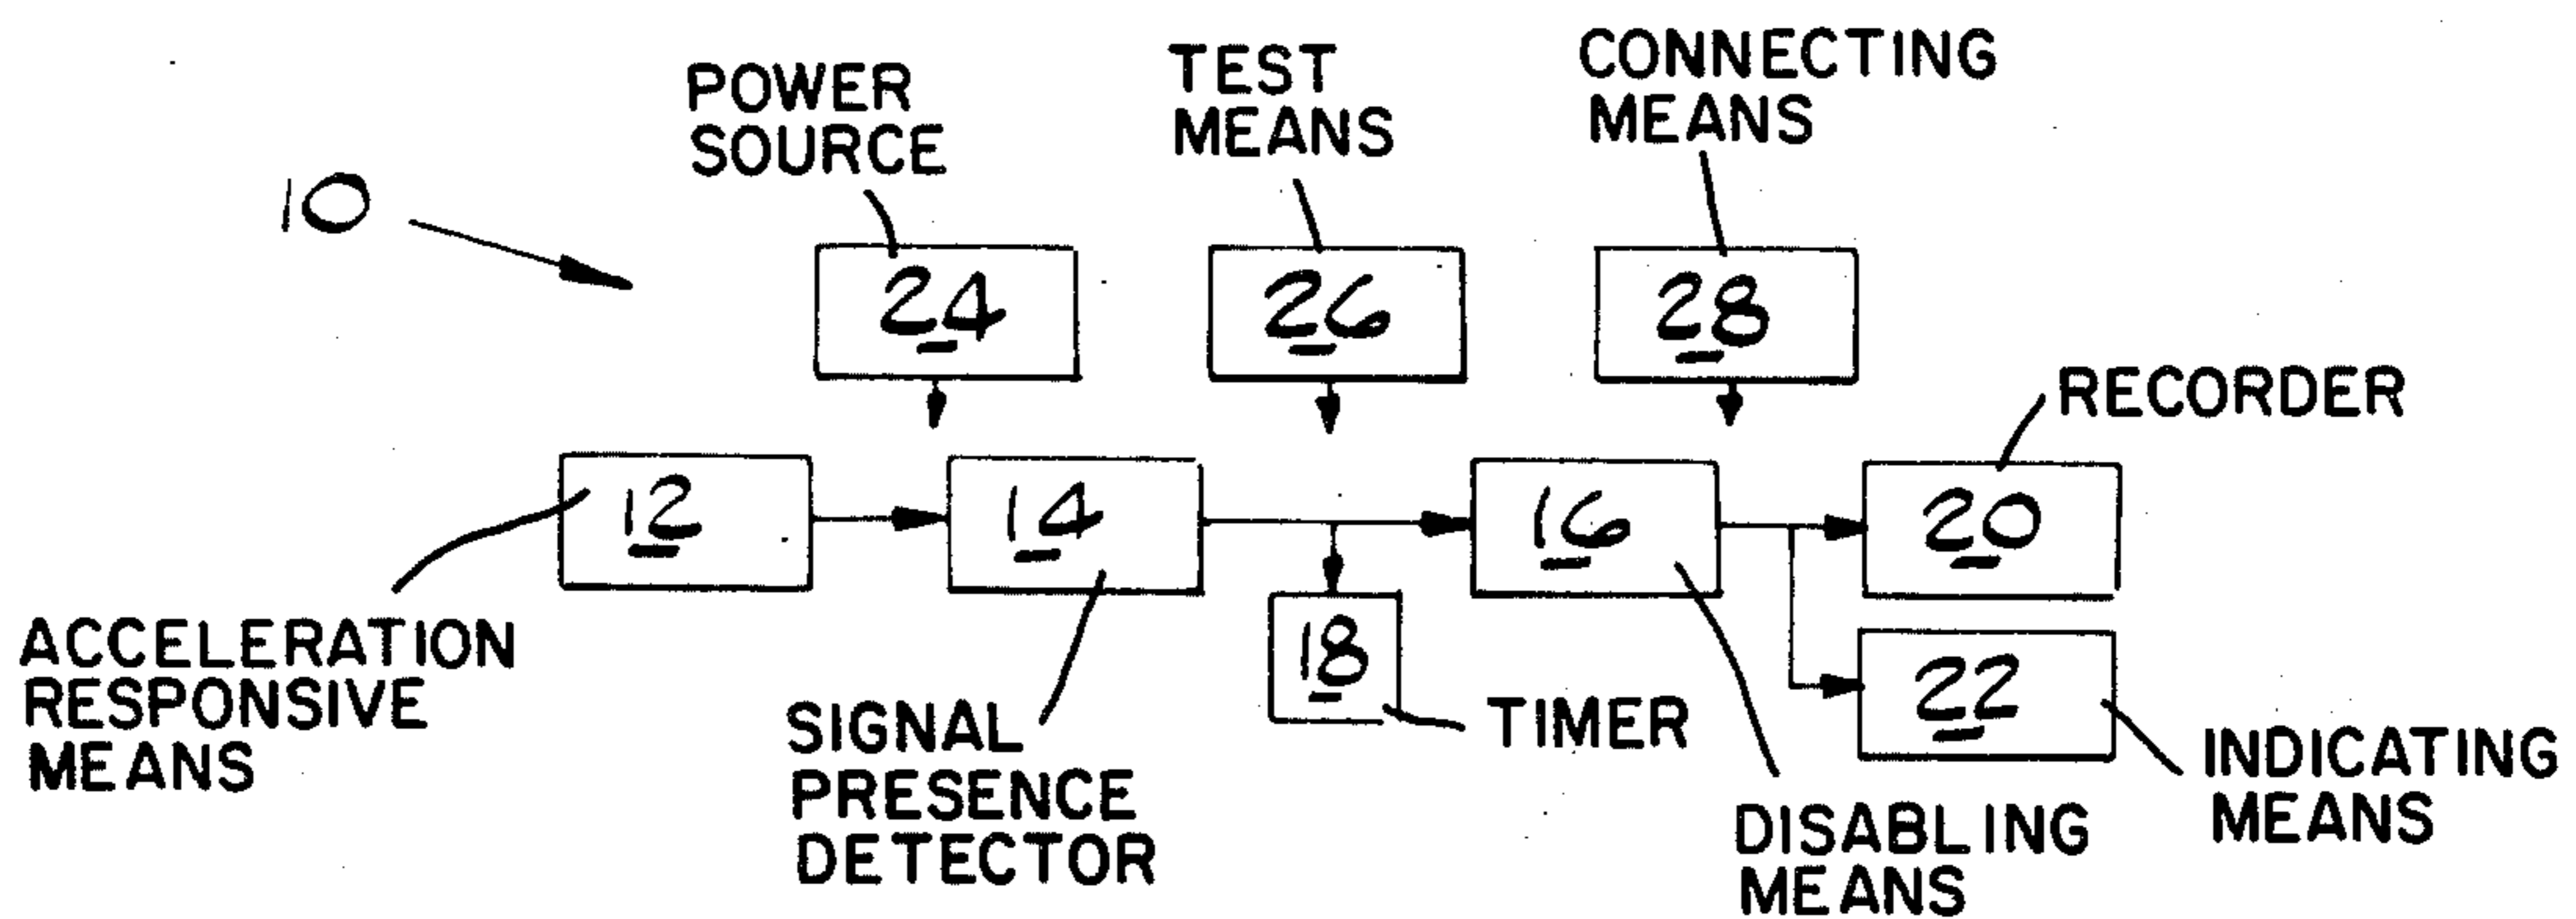 10
POWER
SOURCE
TEST
MEANS
CONNECTING
MEANS
24
26
28
RECORDER
12
14
16
20
18
22
ACCELERATION
RESPONSIVE
MEANS
SIGNAL
PRESENCE
DETECTOR
TIMER
DISABLING
MEANS
INDICATING
MEANS